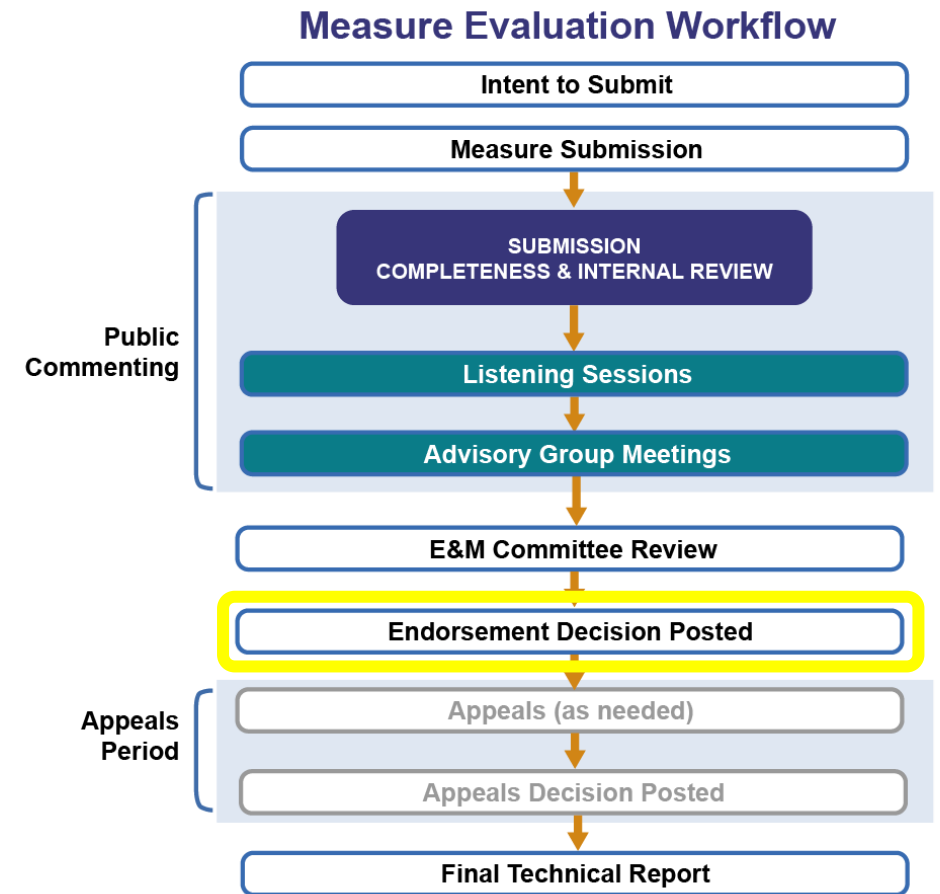 Measure Evaluation Workflow
Intent to Submit
Measure Submission
SUBMISSION
COMPLETENESS & INTERNAL REVIEW
Public
Commenting
Listening Sessions
Advisory Group Meetings
E&M Committee Review
Endorsement Decision Posted
Appeals
Period
Appeals (as needed)
Appeals Decision Posted
Final Technical Report